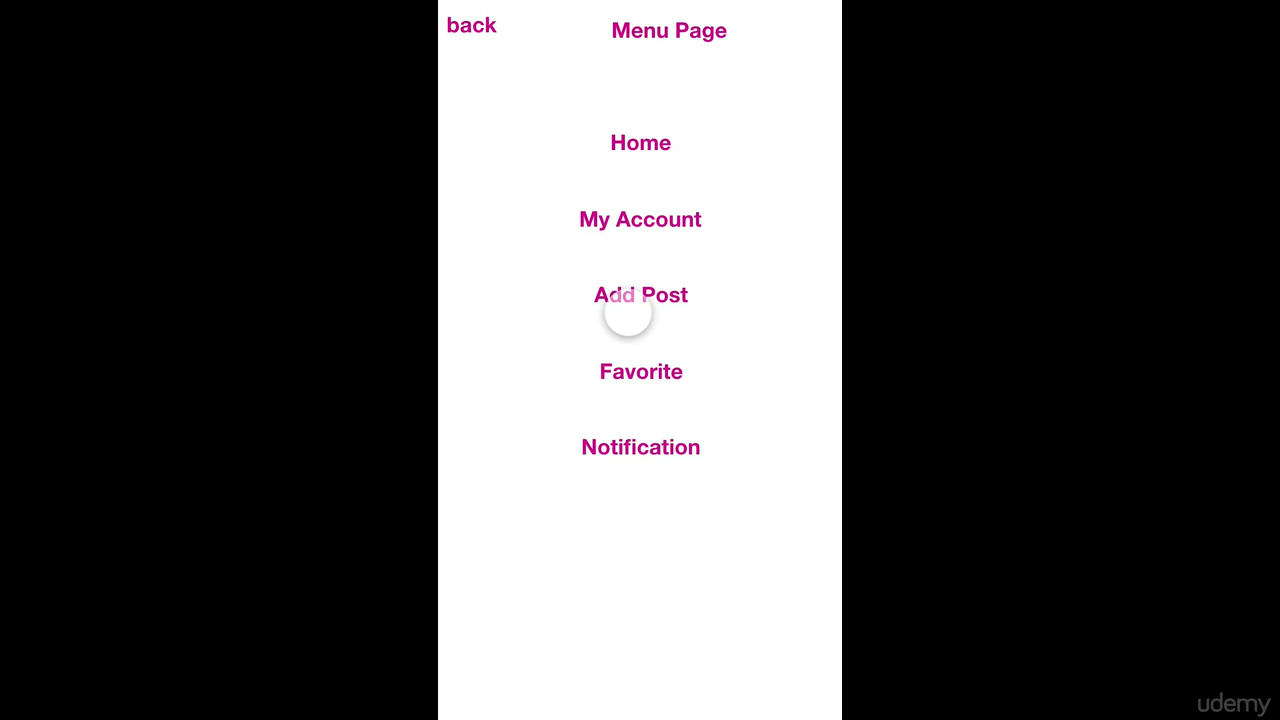 back
Menu Page
Home
My Account
Add Post
Favorite
Notification
udemy